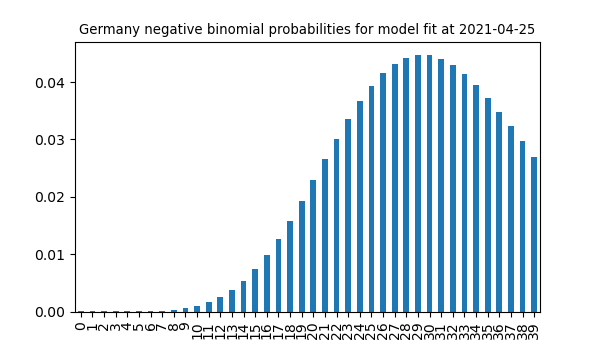 Germany negative binomial probabilities for model fit at 2021-04-25
0.04
0.03
0.02
0.01
0.00
0 1 2 3 4 5 6 7 8 9 10 11 12 13 14 15 16 17 18 19 20 21 22 23 24 25 26 27 28 29 30 31 32 33 34 35 36 37 38 39